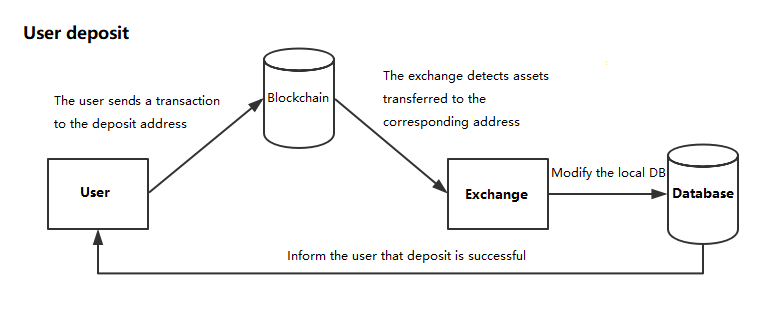 User deposit
The user sends a transaction
to the deposit address
Blockchain
The exchange detects assets
transferred to the
corresponding address
User
Exchange
Modify the local DB
Database
Inform the user that deposit is successful